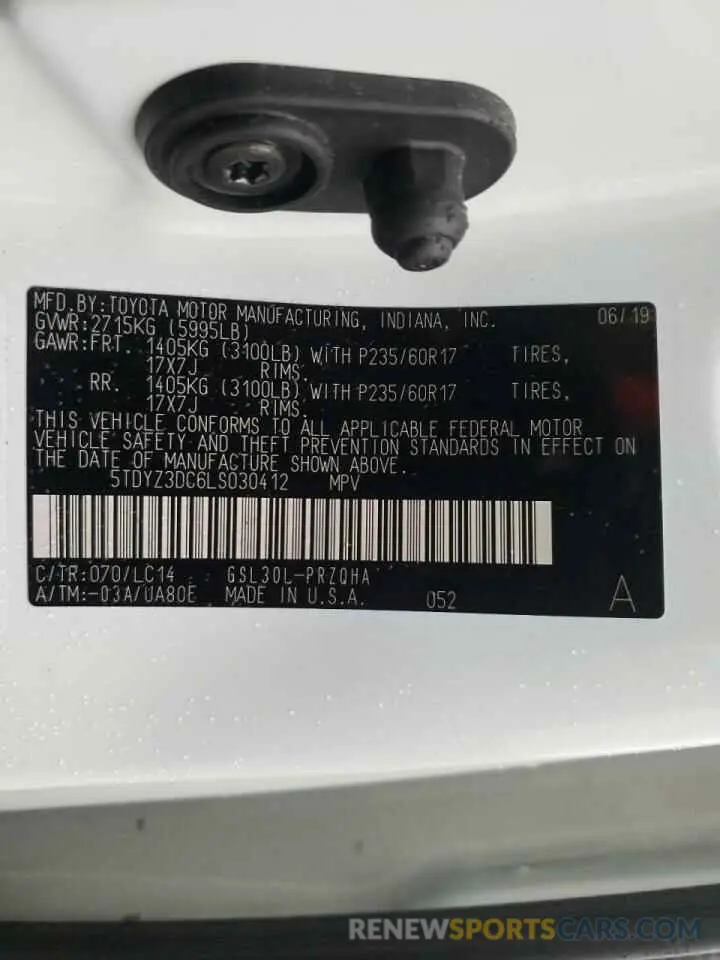 MFD.BY:TOYOTA MOTOR MANUFACTURING, INDIANA, INC. 06/19
GVWR:2715KG (5995LB)
GAWR:FRT. 1405KG (3100LB) WITH P235/60R17 TIRES,
17X7J RIMS.
RR. 1405KG (3100LB) WITH P235/60R17 TIRES,
17X7J RIMS.
THIS VEHICLE CONFORMS TO ALL APPLICABLE FEDERAL MOTOR
VEHICLE SAFETY AND THEFT PREVENTION STANDARDS IN EFFECT ON
THE DATE OF MANUFACTURE SHOWN ABOVE.
5TDYZ3DC6LS030412 MPV
C/TR:070/LC14 GSL30L-PRZQHA
A/TM:-03A/UA80E MADE IN U.S.A. 052 A
RENEWSPORTSCARS.COM